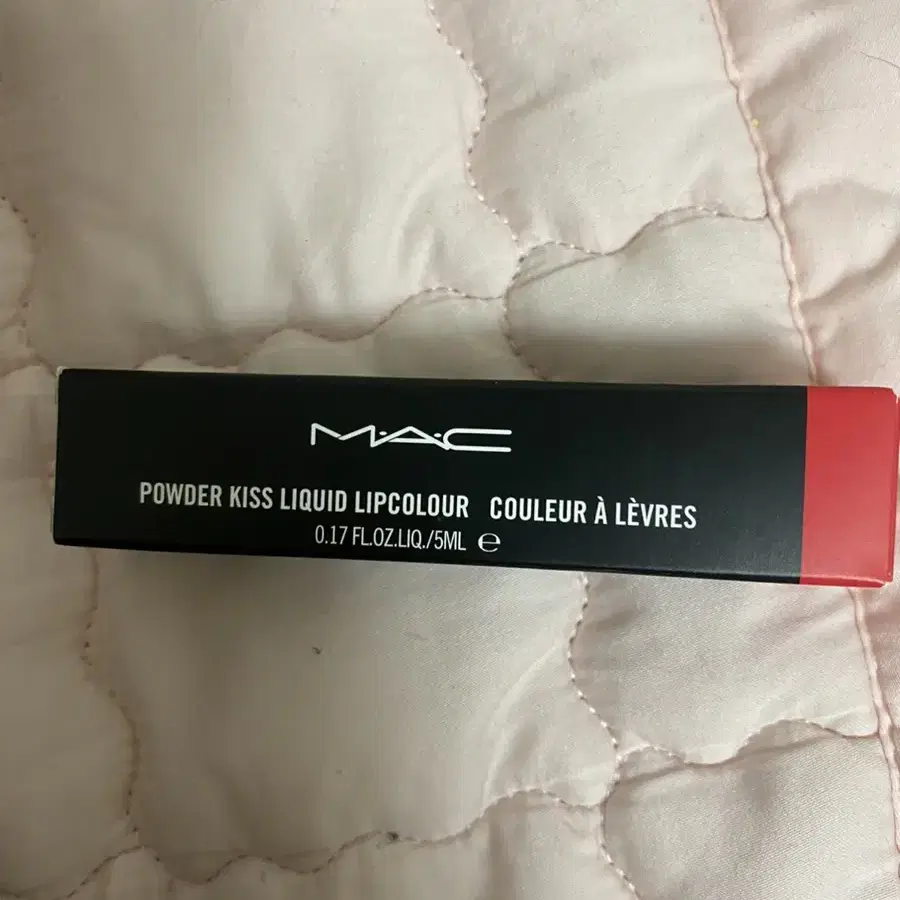 M·A·C
POWDER KISS LIQUID LIPCOLOUR COULEUR À LÈVRES
0.17 FL.OZ.LIQ./5ML ℮